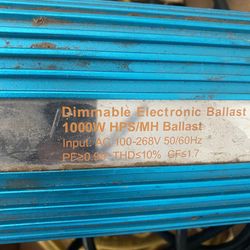 Dimmable Electronic Ballast
1000W HPS/MH Ballast
Input: AC 100-268V 50/60Hz
THD≤10% CF≤1.7